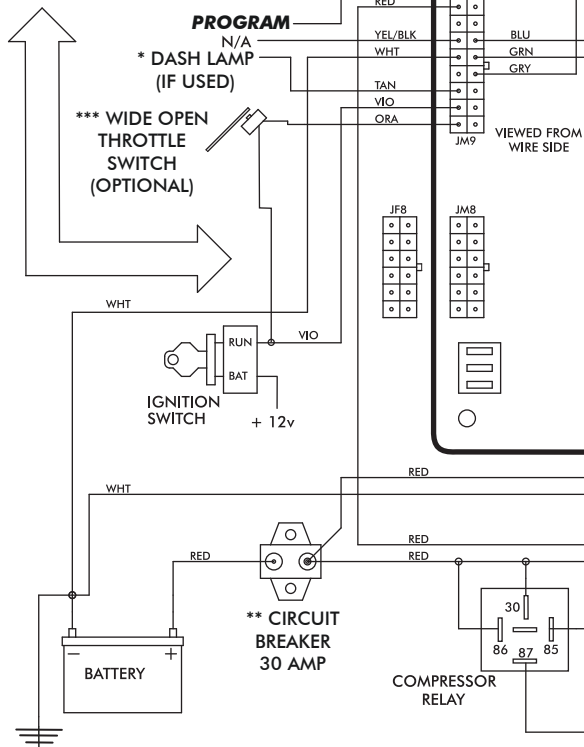 RED
PROGRAM
N/A
YEL/BLK
BLU
* DASH LAMP
(IF USED)
WHT
GRN
GRY
TAN
VIO
ORA
*** WIDE OPEN
THROTTLE
SWITCH
(OPTIONAL)
JM9
VIEWED FROM
WIRE SIDE
JF8
JM8
WHT
RUN
VIO
BAT
IGNITION
SWITCH
+ 12v
RED
WHT
RED
RED
RED
** CIRCUIT
BREAKER
30 AMP
30
86
87
85
− +
BATTERY
COMPRESSOR
RELAY